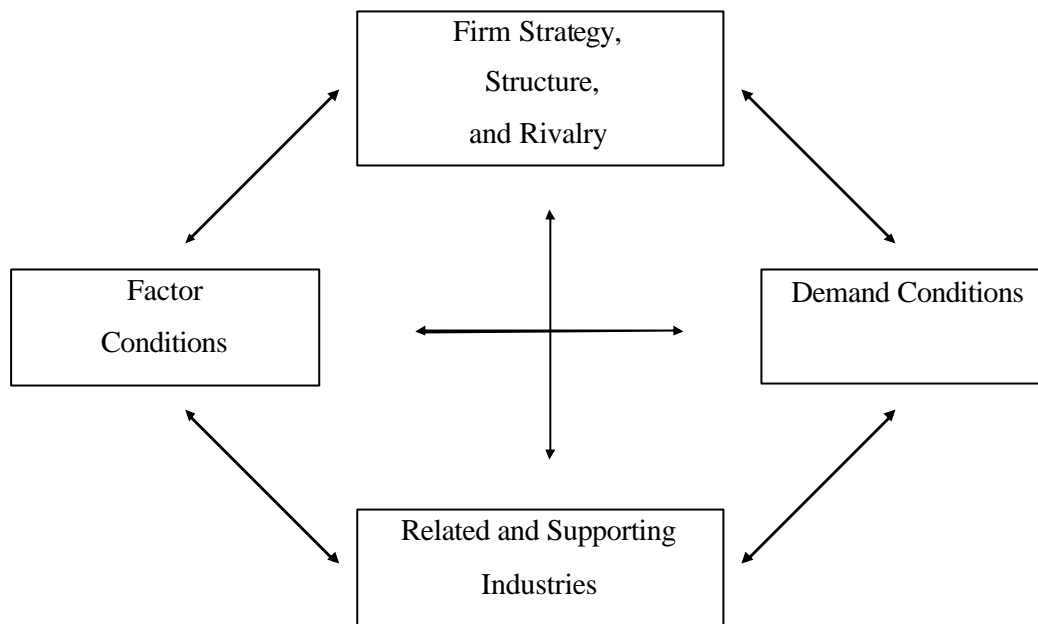 Firm Strategy,
Structure,
and Rivalry
Factor
Conditions
Demand Conditions
Related and Supporting
Industries